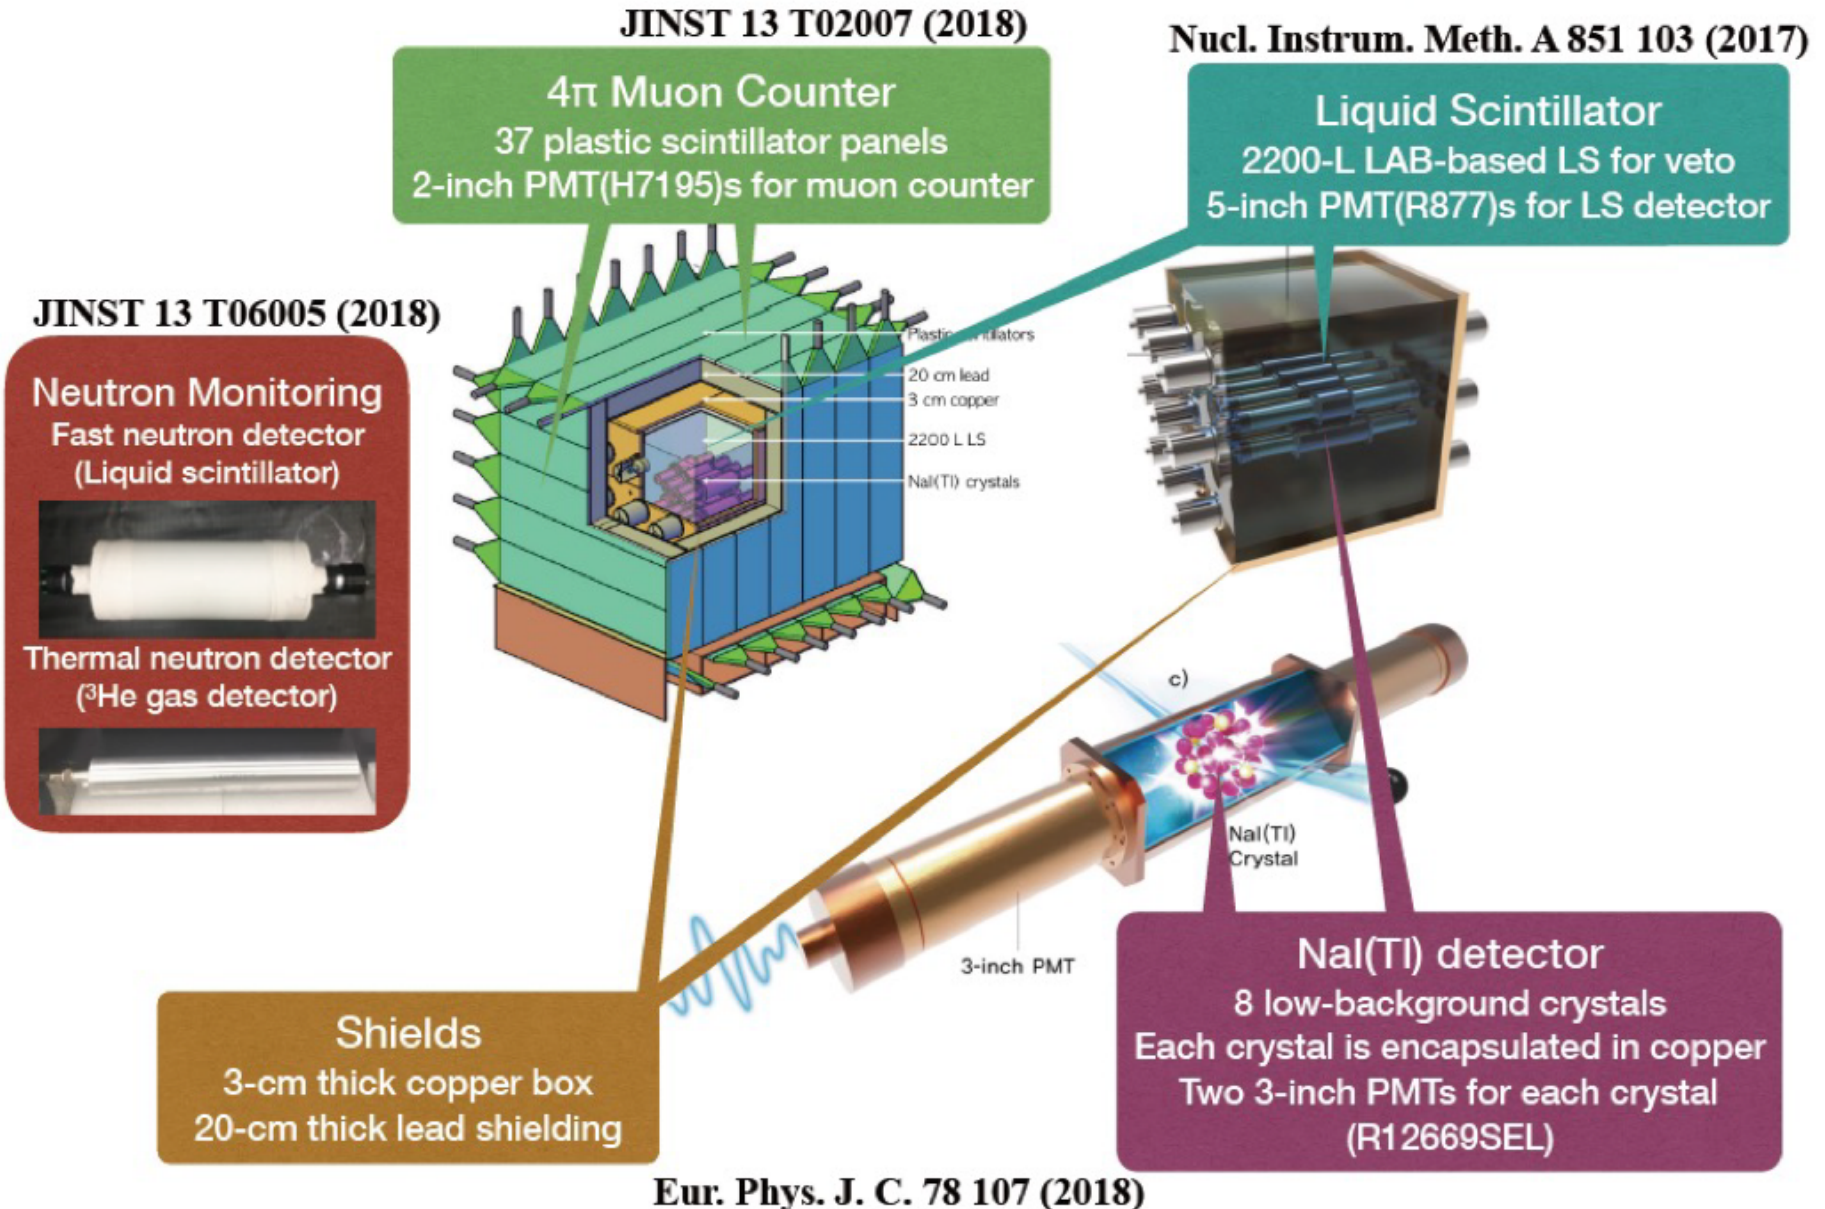 JINST 13 T02007 (2018)
4π Muon Counter
37 plastic scintillator panels
2-inch PMT(H7195)s for muon counter
Nucl. Instrum. Meth. A 851 103 (2017)
Liquid Scintillator
2200-L LAB-based LS for veto
5-inch PMT(R877)s for LS detector
JINST 13 T06005 (2018)
Neutron Monitoring
Fast neutron detector
(Liquid scintillator)
Thermal neutron detector
(³He gas detector)
20 cm lead
3 cm copper
2200 L LS
NaI(Tl) crystals
c)
NaI(Tl)
Crystal
3-inch PMT
Shields
3-cm thick copper box
20-cm thick lead shielding
NaI(Tl) detector
8 low-background crystals
Each crystal is encapsulated in copper
Two 3-inch PMTs for each crystal
(R12669SEL)
Eur. Phys. J. C. 78 107 (2018)